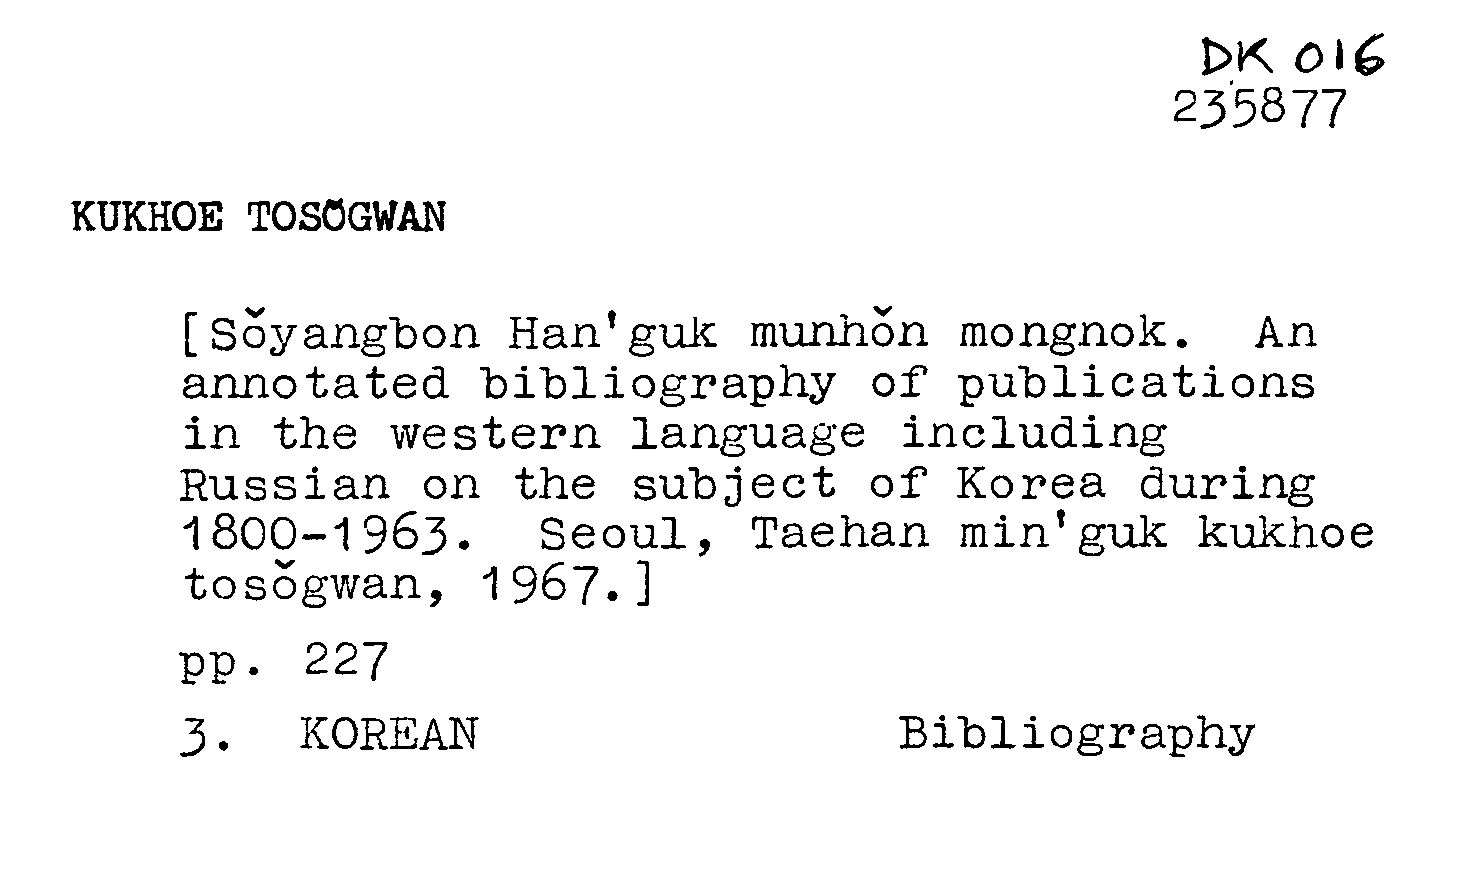 DK 016
235877
KUKHOE TOSŎGWAN
[Sŏyangbon Han'guk munhŏn mongnok. An
annotated bibliography of publications
in the western language including
Russian on the subject of Korea during
1800-1963. Seoul, Taehan min'guk kukhoe
tosŏgwan, 1967.]
pp. 227
3. KOREAN Bibliography